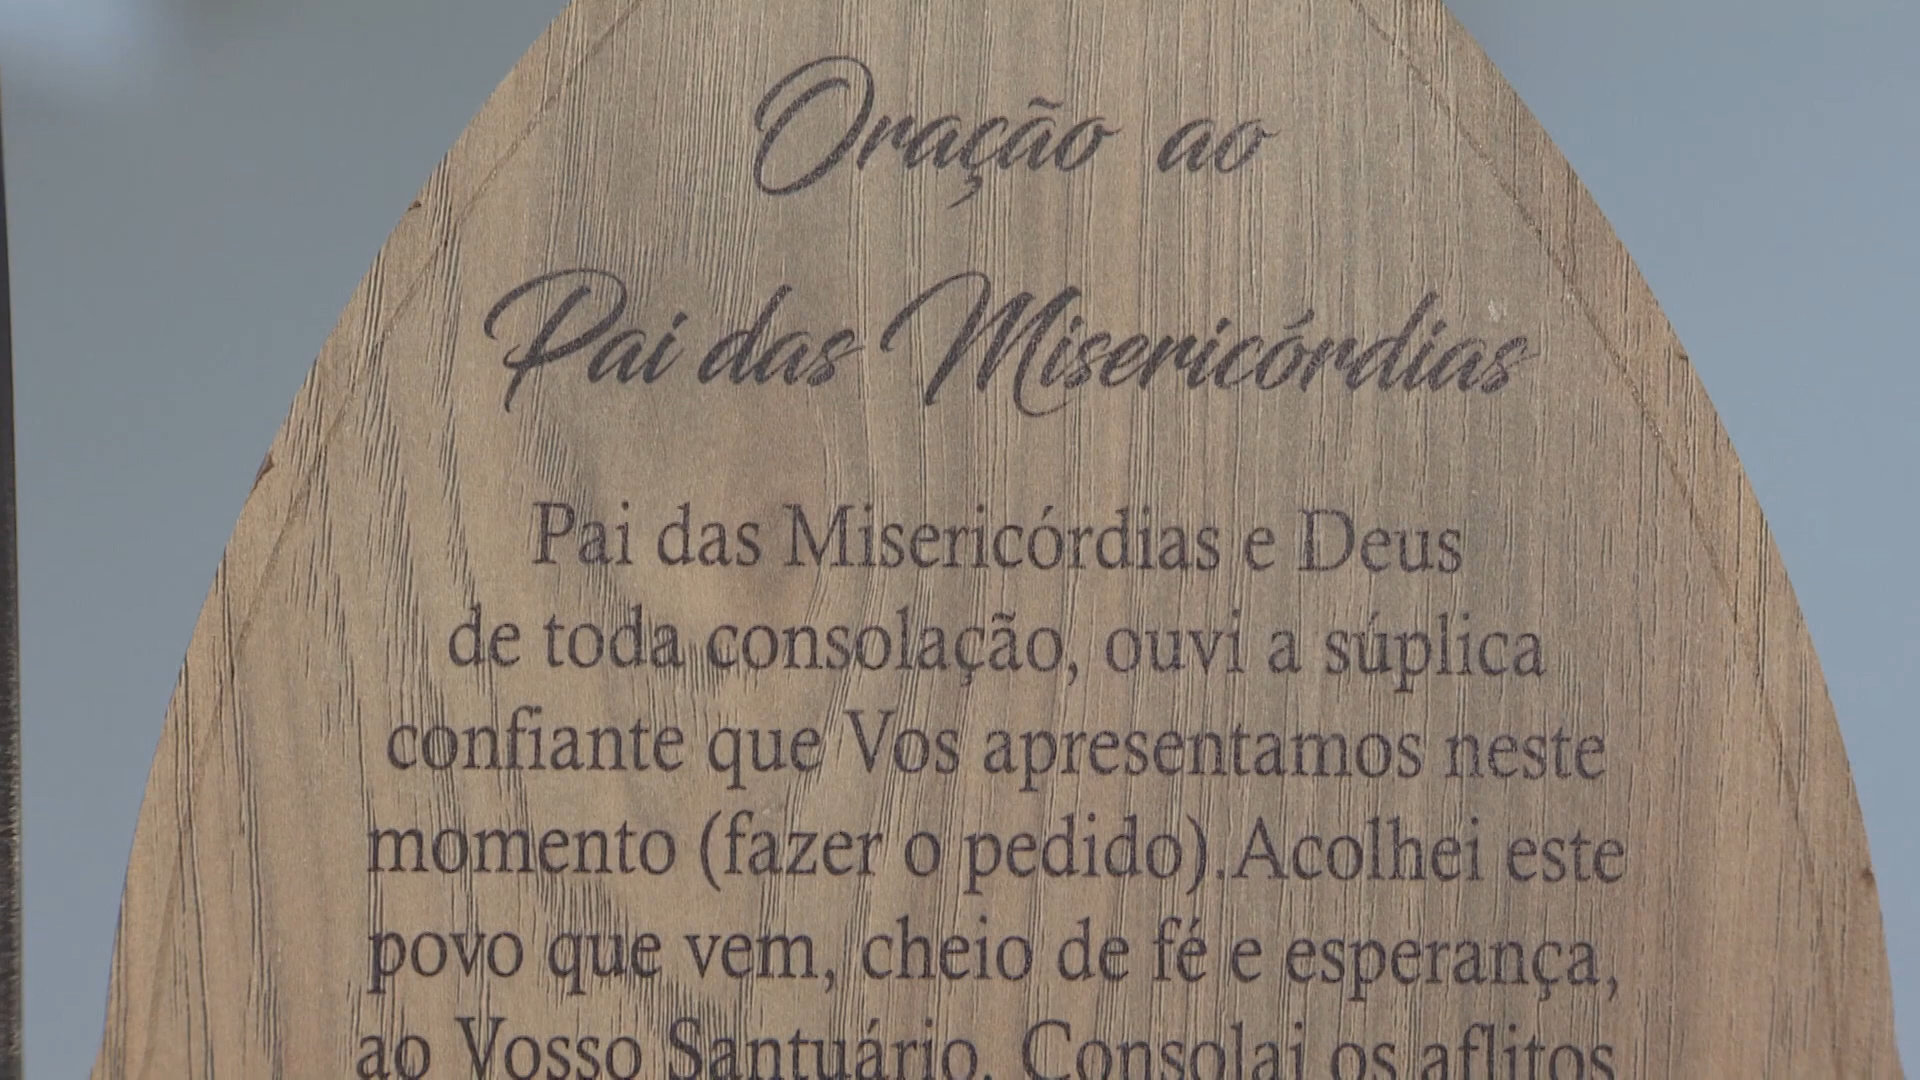 Oração ao
Pai das Misericórdias
Pai das Misericórdias e Deus
de toda consolação, ouvi a súplica
confiante que Vos apresentamos neste
momento (fazer o pedido).Acolhei este
povo que vem, cheio de fé e esperança,
ao Vosso Santuário. Consolai os aflitos